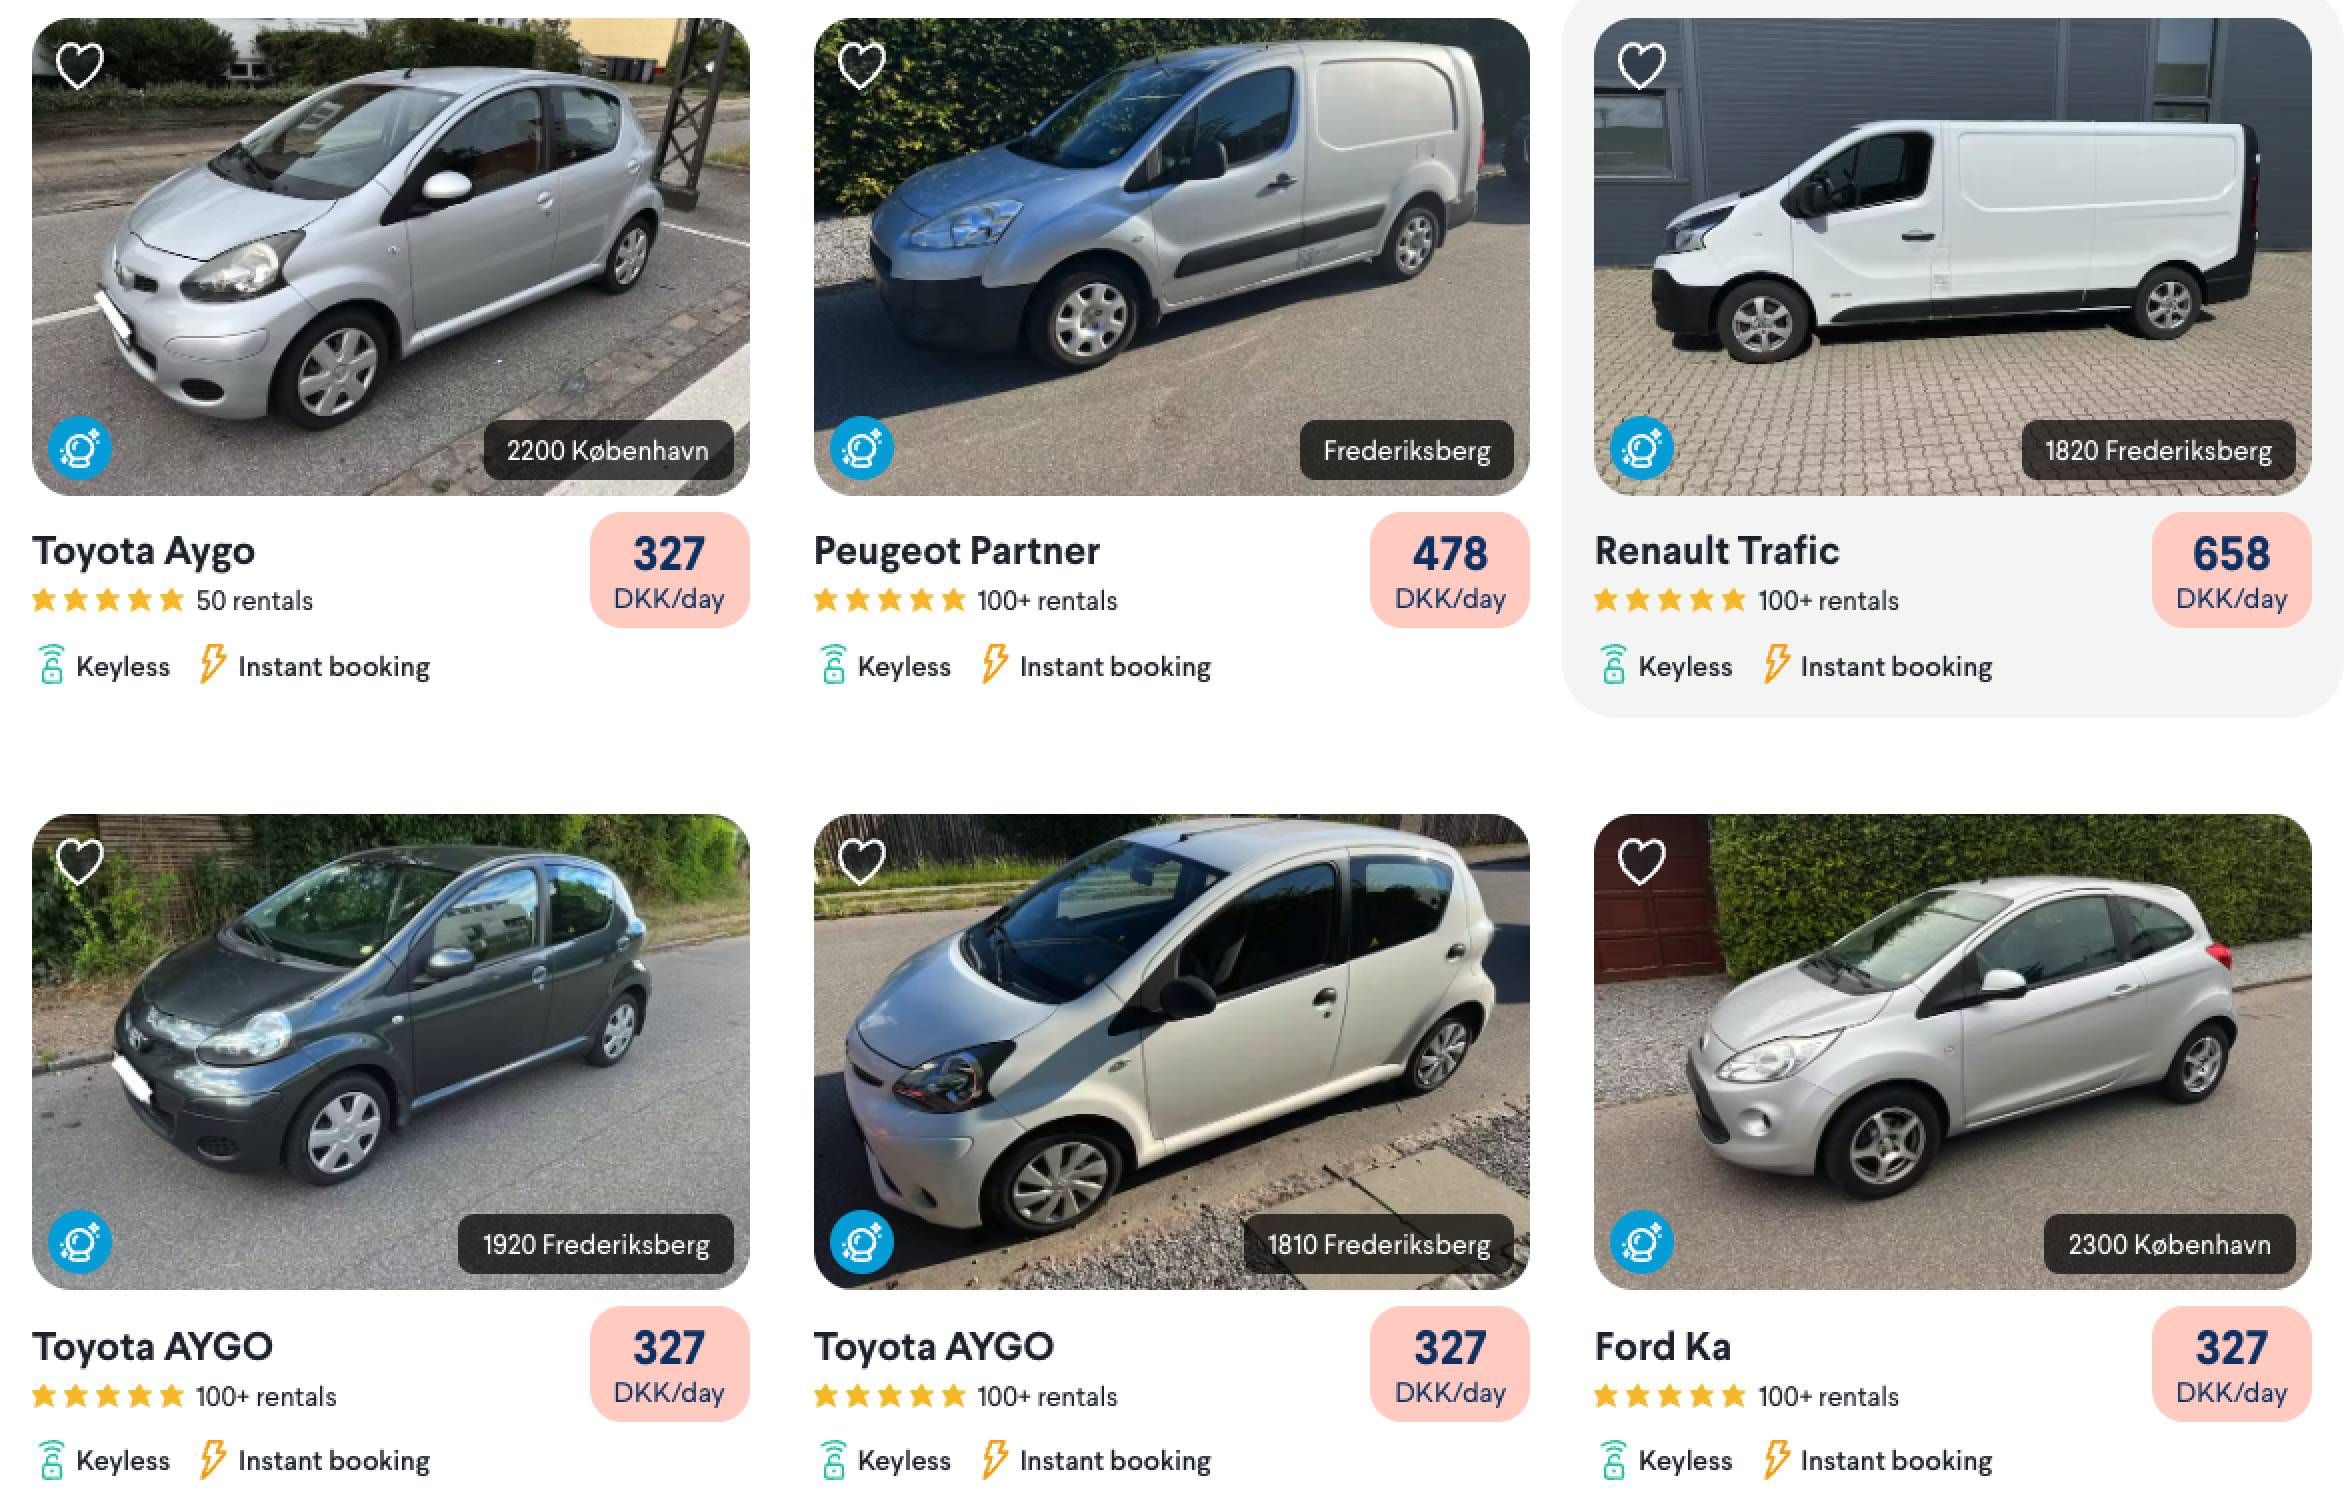 2200 København
Frederiksberg
1820 Frederiksberg
Toyota Aygo
327
DKK/day
50 rentals
Keyless
Instant booking
Peugeot Partner
478
DKK/day
100+ rentals
Keyless
Instant booking
Renault Trafic
658
DKK/day
100+ rentals
Keyless
Instant booking
1920 Frederiksberg
1810 Frederiksberg
2300 København
Toyota AYGO
327
DKK/day
100+ rentals
Keyless
Instant booking
Toyota AYGO
327
DKK/day
100+ rentals
Keyless
Instant booking
Ford Ka
327
DKK/day
100+ rentals
Keyless
Instant booking